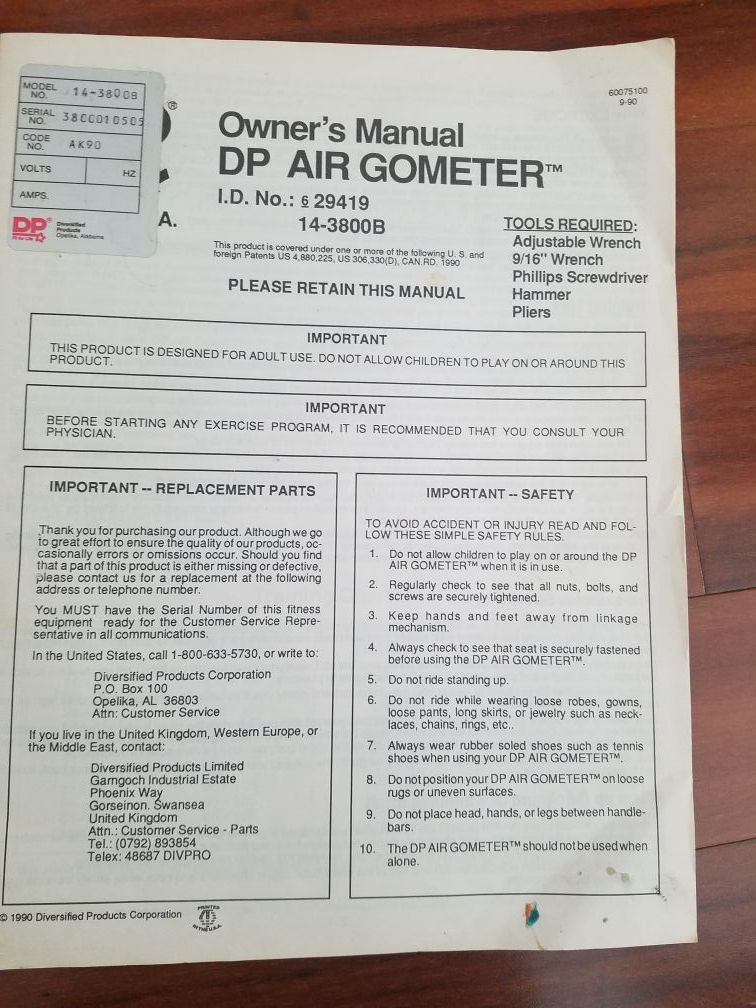 MODEL NO. 14-3800B
SERIAL NO. 3800010505
CODE NO. AK90
VOLTS HZ
AMPS.
DP®
Fit for Life
Diversified
Products
Opelika, Alabama
®
A.
60075100
9-90
Owner's Manual
DP AIR GOMETER™
I.D. No.: 6 29419
14-3800B
This product is covered under one or more of the following U. S. and
foreign Patents US 4,880,225, US 306,330(D), CAN.RD. 1990
PLEASE RETAIN THIS MANUAL
TOOLS REQUIRED:
Adjustable Wrench
9/16" Wrench
Phillips Screwdriver
Hammer
Pliers
IMPORTANT
THIS PRODUCT IS DESIGNED FOR ADULT USE. DO NOT ALLOW CHILDREN TO PLAY ON OR AROUND THIS
PRODUCT.
IMPORTANT
BEFORE STARTING ANY EXERCISE PROGRAM, IT IS RECOMMENDED THAT YOU CONSULT YOUR
PHYSICIAN.
IMPORTANT -- REPLACEMENT PARTS
Thank you for purchasing our product. Although we go
to great effort to ensure the quality of our products, oc-
casionally errors or omissions occur. Should you find
that a part of this product is either missing or defective,
please contact us for a replacement at the following
address or telephone number.
You MUST have the Serial Number of this fitness
equipment ready for the Customer Service Repre-
sentative in all communications.
In the United States, call 1-800-633-5730, or write to:
Diversified Products Corporation
P.O. Box 100
Opelika, AL 36803
Attn: Customer Service
If you live in the United Kingdom, Western Europe, or
the Middle East, contact:
Diversified Products Limited
Garngoch Industrial Estate
Phoenix Way
Gorseinon. Swansea
United Kingdom
Attn.: Customer Service - Parts
Tel.: (0792) 893854
Telex: 48687 DIVPRO
IMPORTANT -- SAFETY
TO AVOID ACCIDENT OR INJURY READ AND FOL-
LOW THESE SIMPLE SAFETY RULES.
1. Do not allow children to play on or around the DP
AIR GOMETER™ when it is in use.
2. Regularly check to see that all nuts, bolts, and
screws are securely tightened.
3. Keep hands and feet away from linkage
mechanism.
4. Always check to see that seat is securely fastened
before using the DP AIR GOMETER™.
5. Do not ride standing up.
6. Do not ride while wearing loose robes, gowns,
loose pants, long skirts, or jewelry such as neck-
laces, chains, rings, etc..
7. Always wear rubber soled shoes such as tennis
shoes when using your DP AIR GOMETER™.
8. Do not position your DP AIR GOMETER™ on loose
rugs or uneven surfaces.
9. Do not place head, hands, or legs between handle-
bars.
10. The DP AIR GOMETER™ should not be used when
alone.
© 1990 Diversified Products Corporation
PRINTED
IN THE U.S.A.